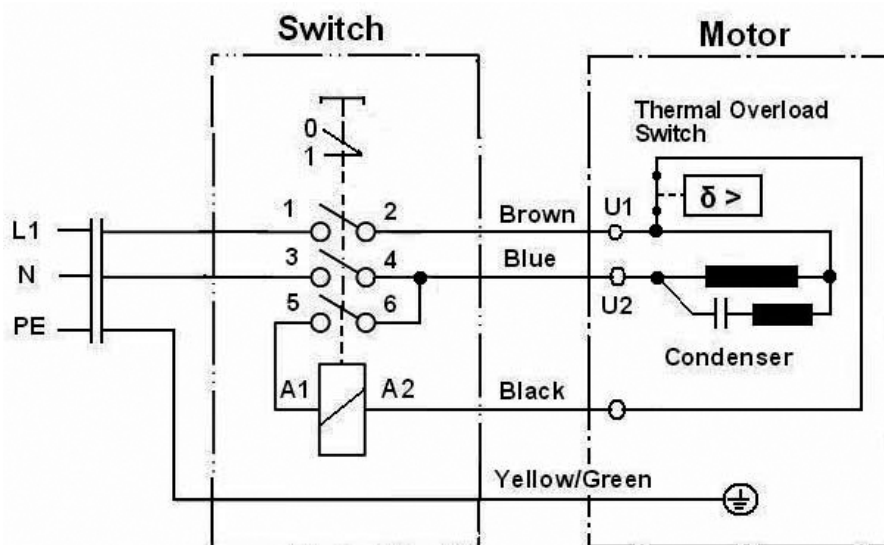 Switch
Motor
Thermal Overload
Switch
0
1
δ >
1
2
Brown
U1
L1
3
4
Blue
N
5
6
U2
PE
Condenser
A1
A2
Black
Yellow/Green